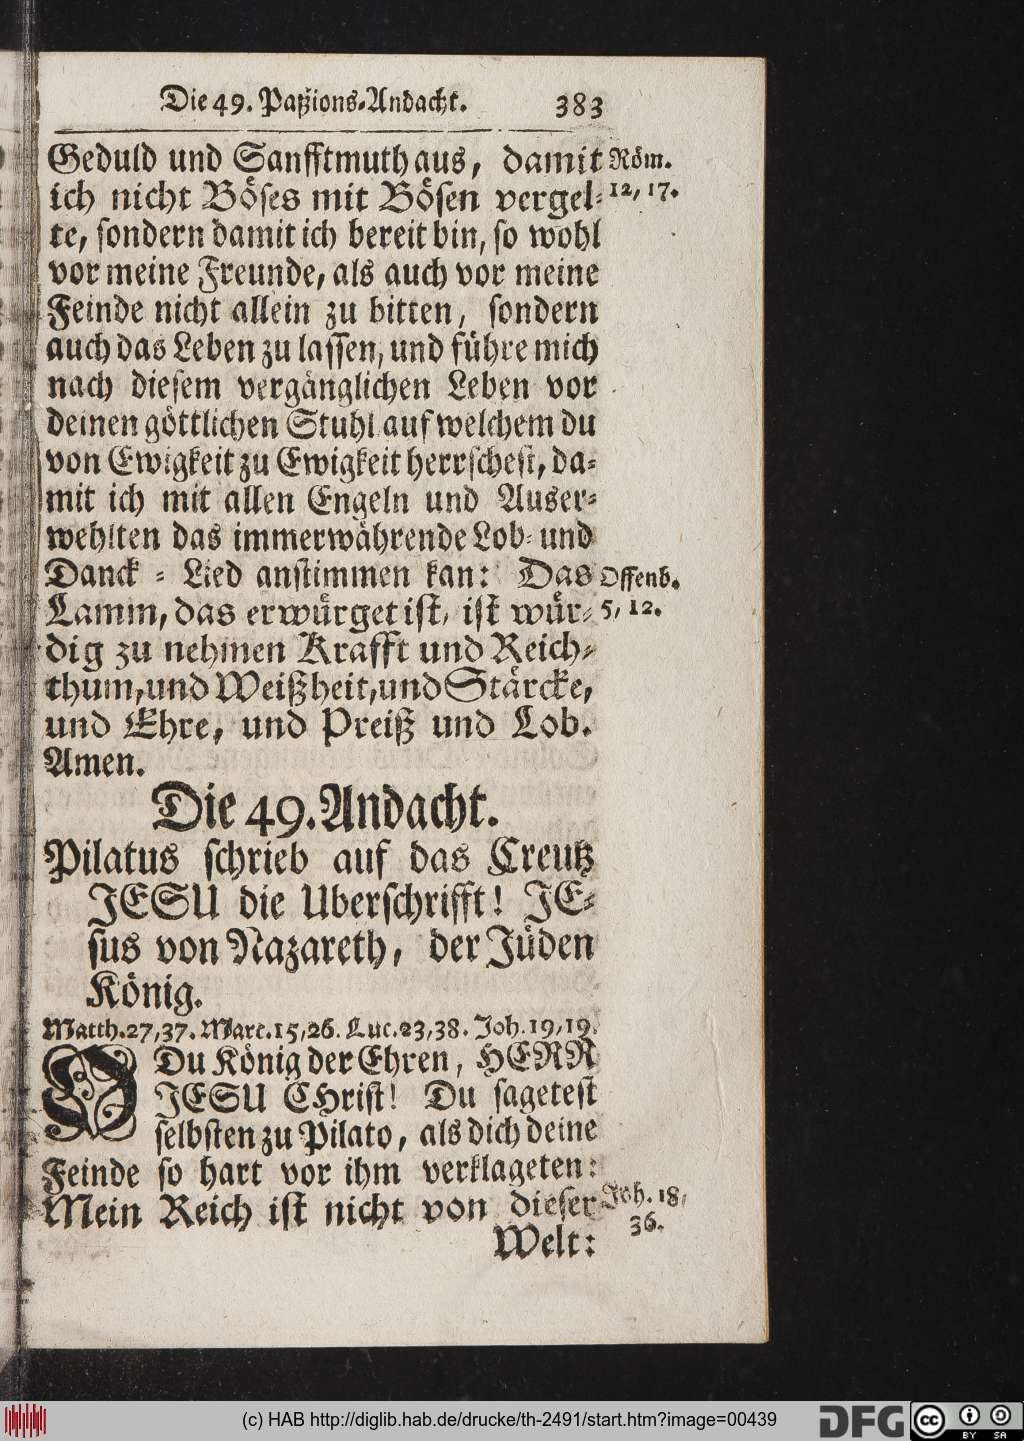 Die 49. Paßions-Andacht. 383
Geduld und Sanfftmuth aus, damit Röm.
ich nicht Böses mit Bösen vergel- 12, 17.
te, sondern damit ich bereit bin, so wohl
vor meine Freunde, als auch vor meine
Feinde nicht allein zu bitten, sondern
auch das Leben zu lassen, und führe mich
nach diesem vergänglichen Leben vor
deinen göttlichen Stuhl auf welchem du
von Ewigkeit zu Ewigkeit herrschest, da-
mit ich mit allen Engeln und Auser-
wehlten das immerwährende Lob- und
Danck-Lied anstimmen kan: Das Offenb.
Lamm, das erwürget ist, ist wür- 5, 12.
dig zu nehmen Krafft und Reich-
thum, und Weißheit, und Stärcke,
und Ehre, und Preiß und Lob.
Amen.
Die 49. Andacht.
Pilatus schrieb auf das Creutz
JESU die Uberschrifft! JE-
sus von Nazareth, der Jüden
König.
Matth. 27, 37. Marc. 15, 26. Luc. 23, 38. Joh. 19, 19.
O Du König der Ehren, HERR
JESU CHrist! Du sagetest
selbsten zu Pilato, als dich deine
Feinde so hart vor ihm verklageten:
Mein Reich ist nicht von dieser Joh. 18,
36.
Welt:
(c) HAB http://diglib.hab.de/drucke/th-2491/start.htm?image=00439
DFG
cc
BY SA